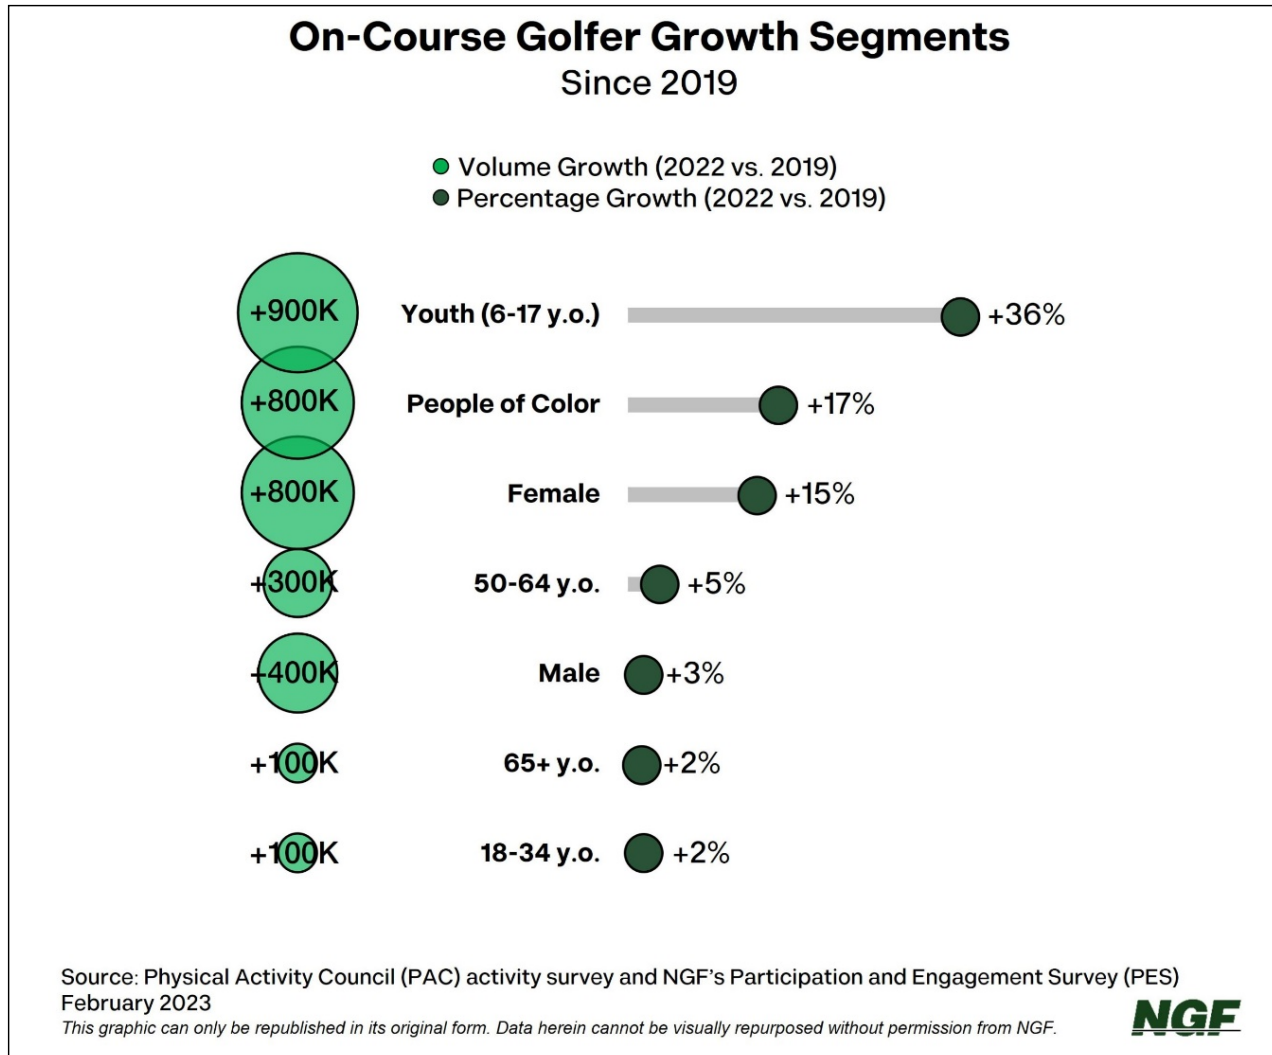 On-Course Golfer Growth Segments
Since 2019
Volume Growth (2022 vs. 2019)
Percentage Growth (2022 vs. 2019)
+900K Youth (6-17 y.o.) +36%
+800K People of Color +17%
+800K Female +15%
+300K 50-64 y.o. +5%
+400K Male +3%
+100K 65+ y.o. +2%
+100K 18-34 y.o. +2%
Source: Physical Activity Council (PAC) activity survey and NGF's Participation and Engagement Survey (PES)
February 2023
This graphic can only be republished in its original form. Data herein cannot be visually repurposed without permission from NGF.
NGF